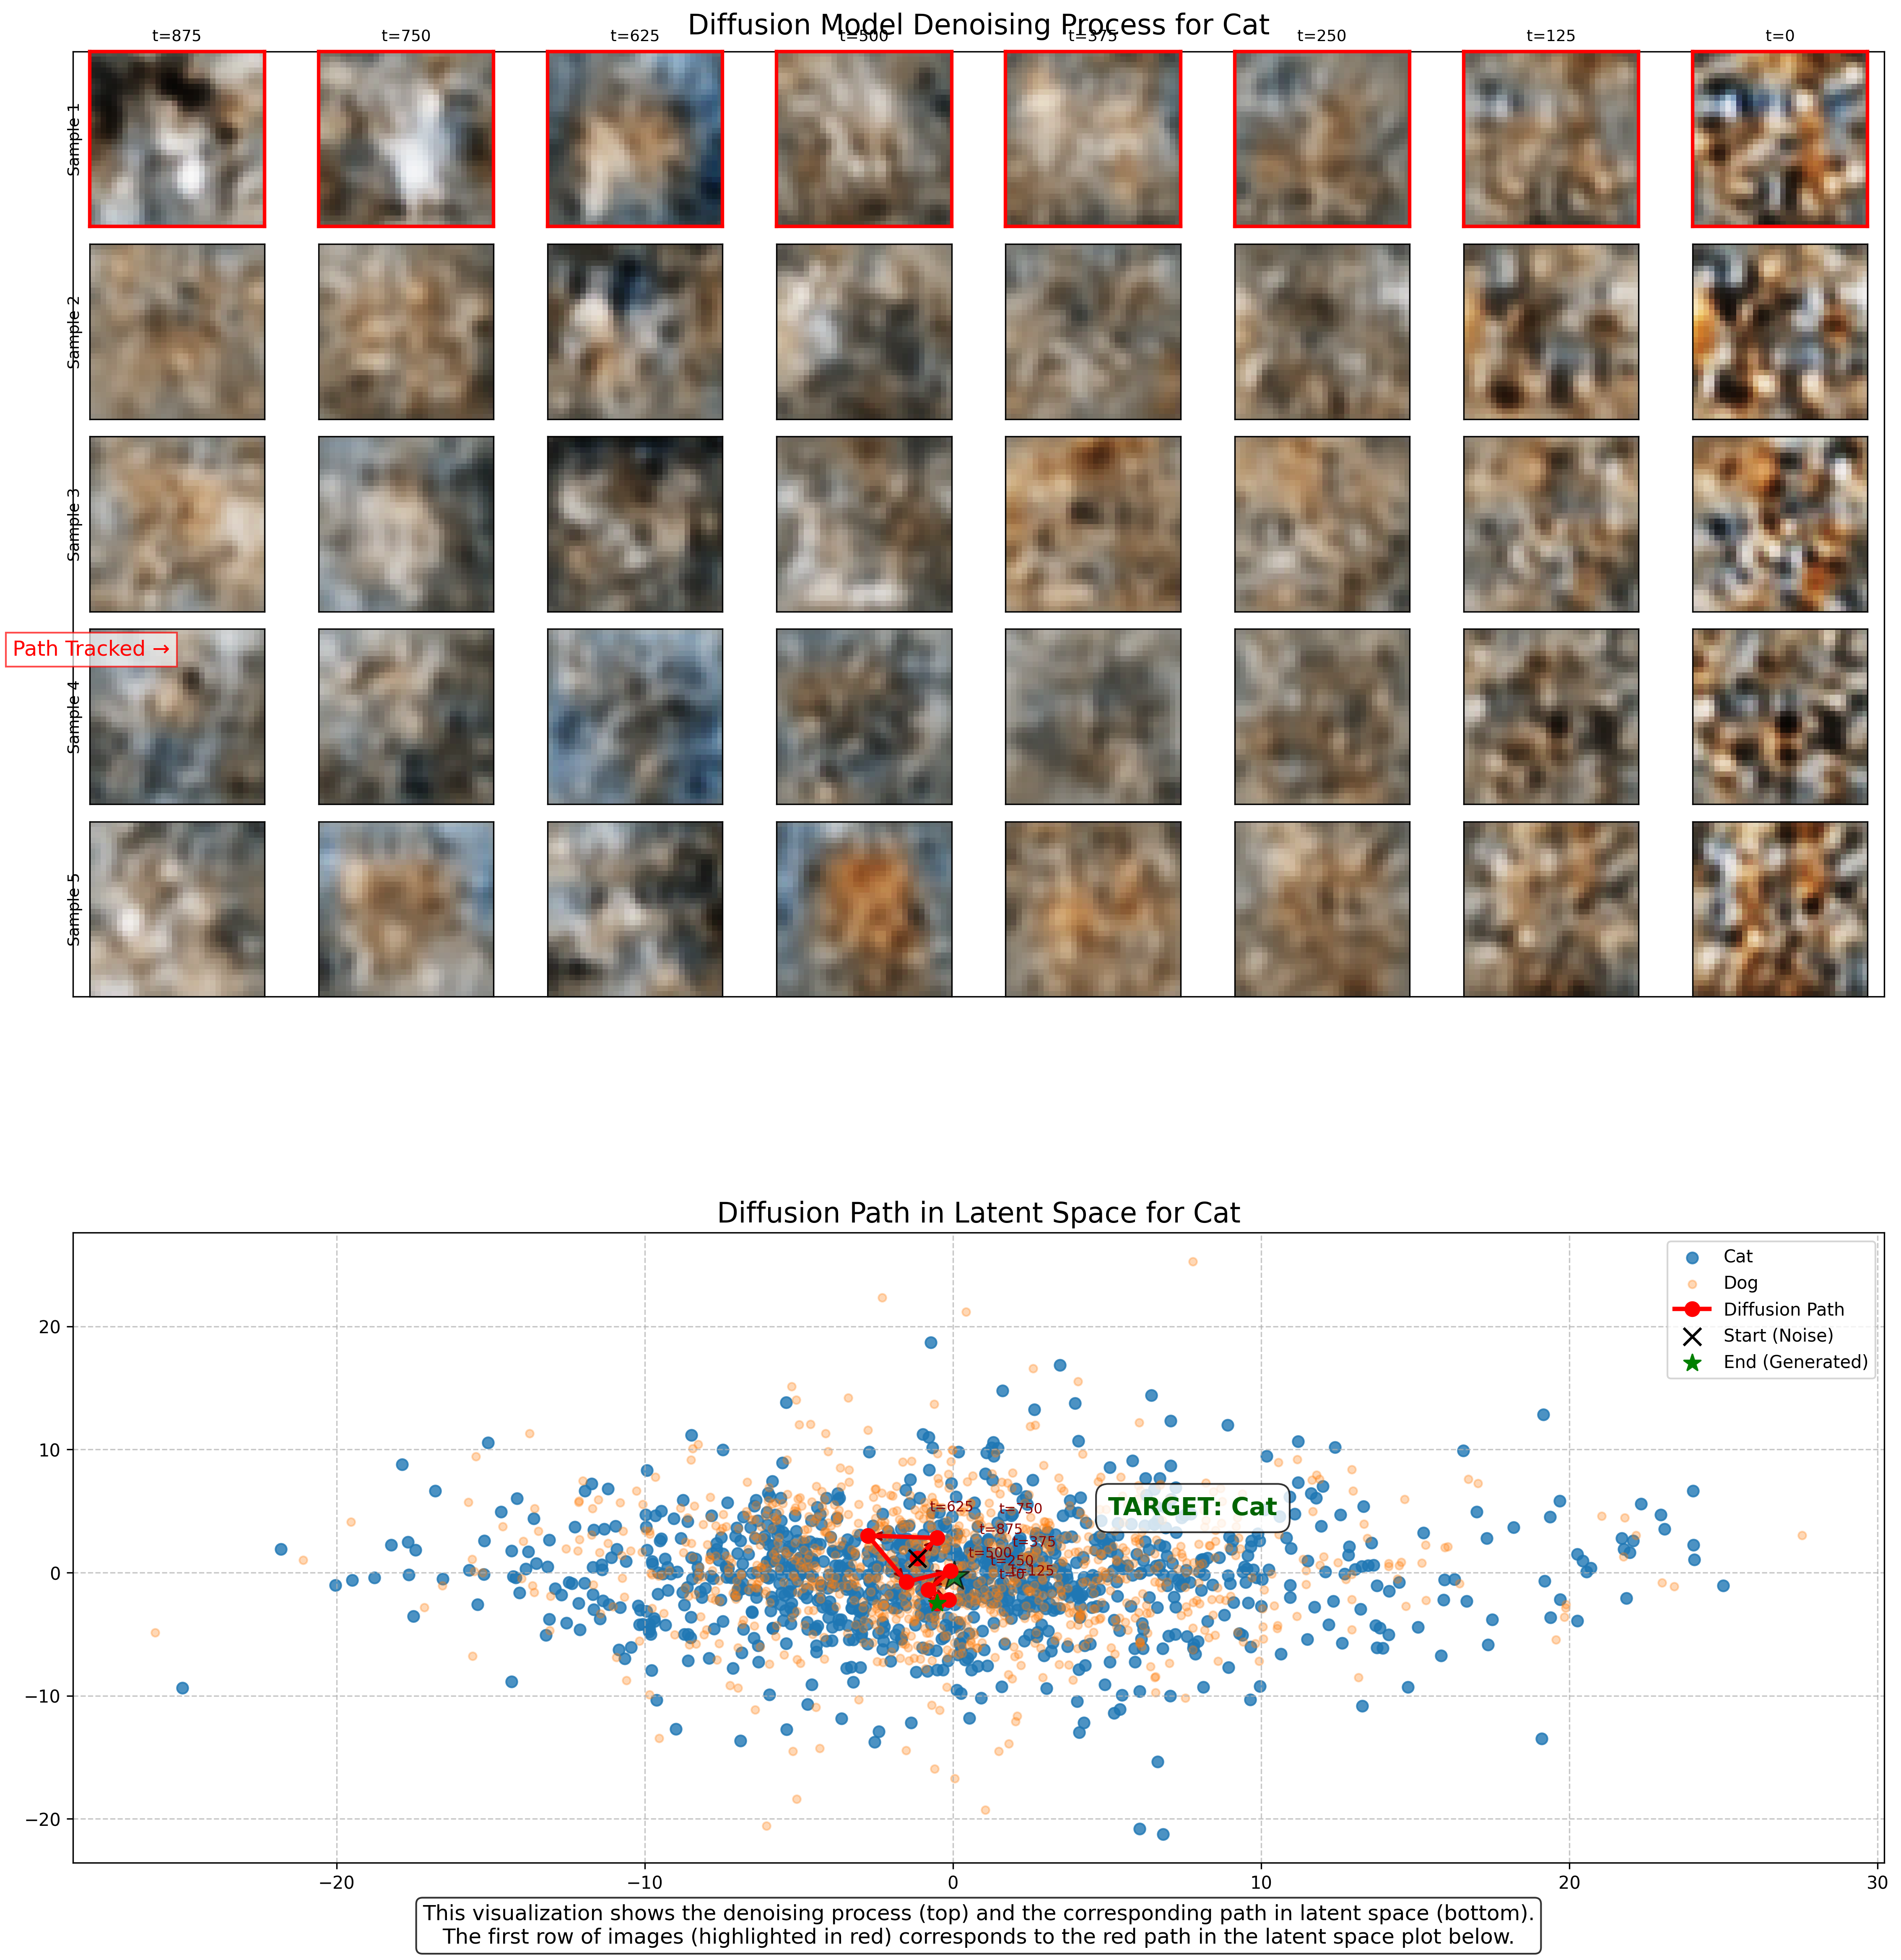 Diffusion Model Denoising Process for Cat
t=875 t=750 t=625 t=500 t=375 t=250 t=125 t=0
Sample 1
Sample 2
Sample 3
Path Tracked →
Sample 4
Sample 5
Diffusion Path in Latent Space for Cat
Cat
Dog
Diffusion Path
Start (Noise)
End (Generated)
20
10
0
−10
−20
TARGET: Cat
t=625
t=750
t=875
t=375
t=500
t=250
t=125
t=0
−20 −10 0 10 20 30
This visualization shows the denoising process (top) and the corresponding path in latent space (bottom).
The first row of images (highlighted in red) corresponds to the red path in the latent space plot below.